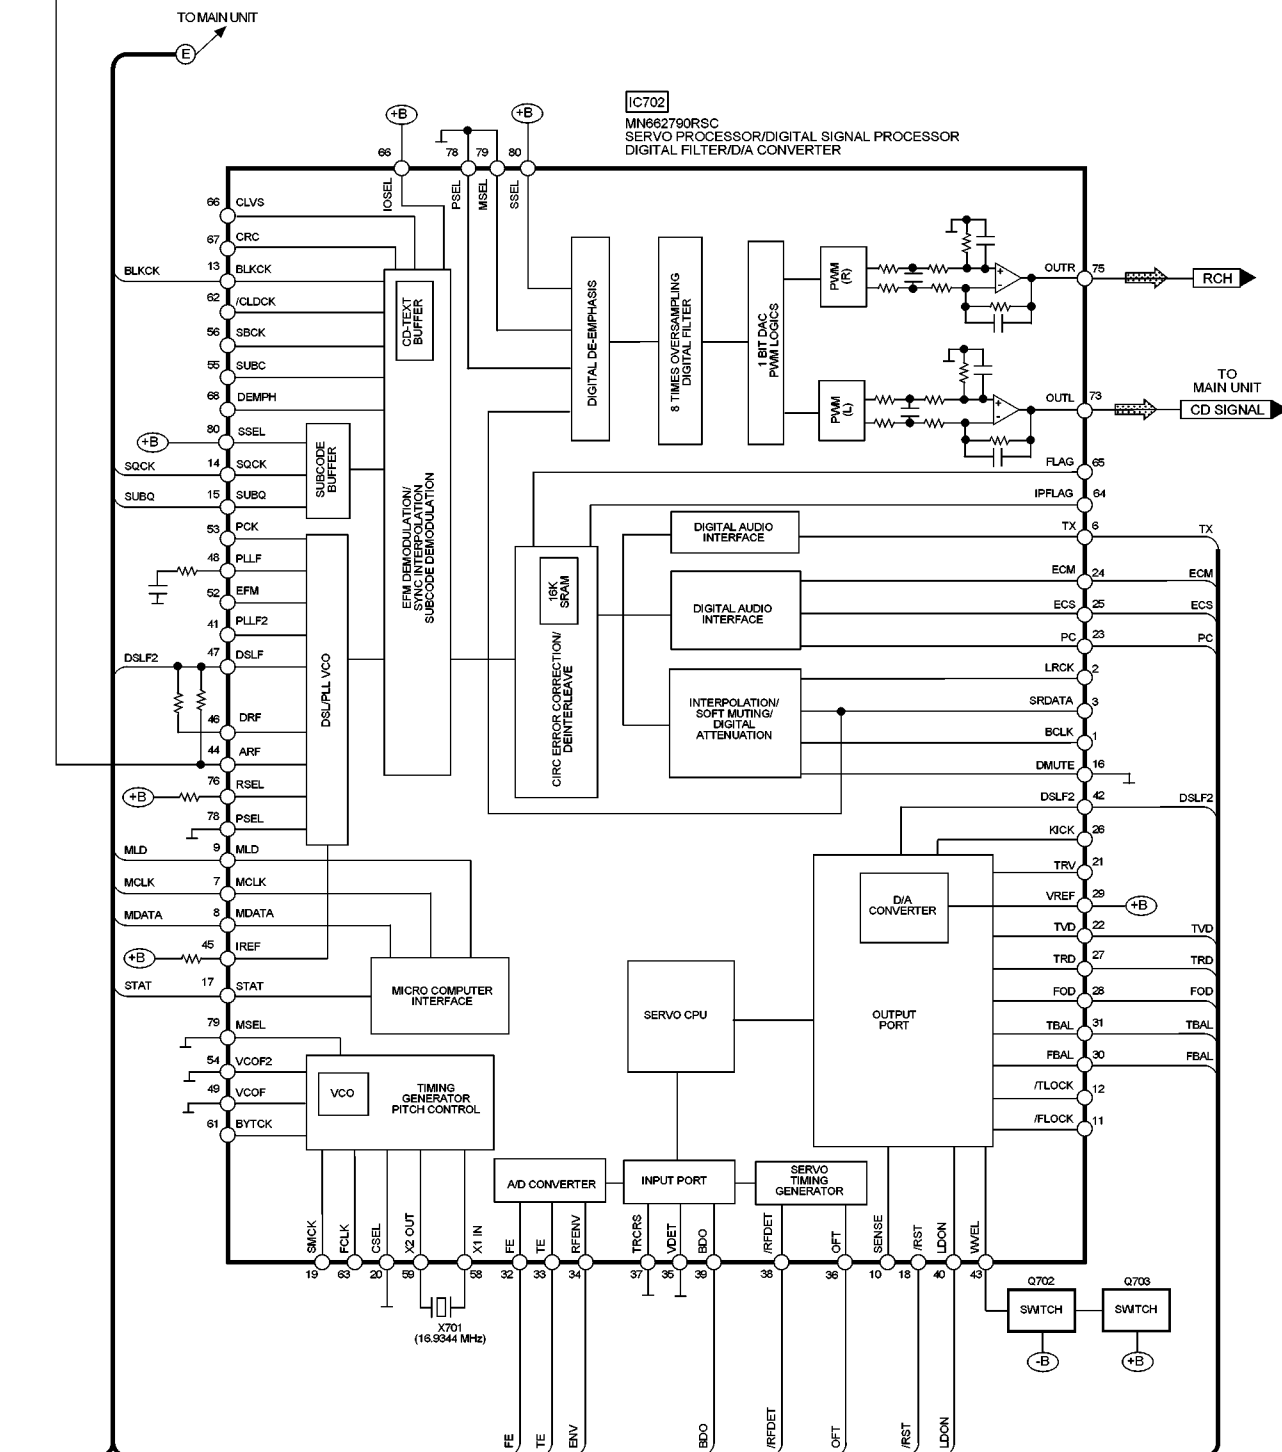 TO MAIN UNIT
E
IC702
MN662790RSC
SERVO PROCESSOR/DIGITAL SIGNAL PROCESSOR
DIGITAL FILTER/D/A CONVERTER
+B
+B
66
78
79
80
IOSEL
PSEL
MSEL
SSEL
66 CLVS
67 CRC
BLKCK 13 BLKCK
62 /CLDCK
56 SBCK
55 SUBC
68 DEMPH
+B 80 SSEL
SQCK 14 SQCK
SUBQ 15 SUBQ
53 PCK
48 PLLF
52 EFM
41 PLLF2
DSLF2 47 DSLF
46 DRF
44 ARF
+B 76 RSEL
78 PSEL
MLD 9 MLD
MCLK 7 MCLK
MDATA 8 MDATA
+B 45 IREF
STAT 17 STAT
79 MSEL
54 VCOF2
49 VCOF
61 BYTCK
CD-TEXT
BUFFER
EFM DEMODULATION/
SYNC INTERPOLATION
SUBCODE DEMODULATION
SUBCODE
BUFFER
DSL/PLL VCO
DIGITAL DE-EMPHASIS
8 TIMES OVERSAMPLING
DIGITAL FILTER
1 BIT DAC
PWM LOGICS
PWM
(R)
+
-
PWM
(L)
+
-
16K
SRAM
CIRC ERROR CORRECTION/
DEINTERLEAVE
DIGITAL AUDIO
INTERFACE
DIGITAL AUDIO
INTERFACE
INTERPOLATION/
SOFT MUTING/
DIGITAL
ATTENUATION
OUTR 75
RCH
TO
MAIN UNIT
OUTL 73
CD SIGNAL
FLAG 65
IPFLAG 64
TX 6 TX
ECM 24 ECM
ECS 25 ECS
PC 23 PC
LRCK 2
SRDATA 3
BCLK 1
DMUTE 16
DSLF2 42 DSLF2
KICK 26
TRV 21
VREF 29 +B
TVD 22 TVD
TRD 27 TRD
FOD 28 FOD
TBAL 31 TBAL
FBAL 30 FBAL
/TLOCK 12
/FLOCK 11
D/A
CONVERTER
OUTPUT
PORT
SERVO CPU
MICRO COMPUTER
INTERFACE
VCO
TIMING
GENERATOR
PITCH CONTROL
A/D CONVERTER
INPUT PORT
SERVO
TIMING
GENERATOR
SMCK
FCLK
CSEL
X2 OUT
X1 IN
FE
TE
RFENV
TRCRS
VDET
BDO
/RFDET
OFT
SENSE
/RST
LDON
WVEL
19
63
20
59
58
32
33
34
37
35
39
38
36
10
18
40
43
X701
(16.9344 MHz)
Q702
SWITCH
-B
Q703
SWITCH
+B
FE
TE
ENV
BDO
/RFDET
OFT
/RST
LDON